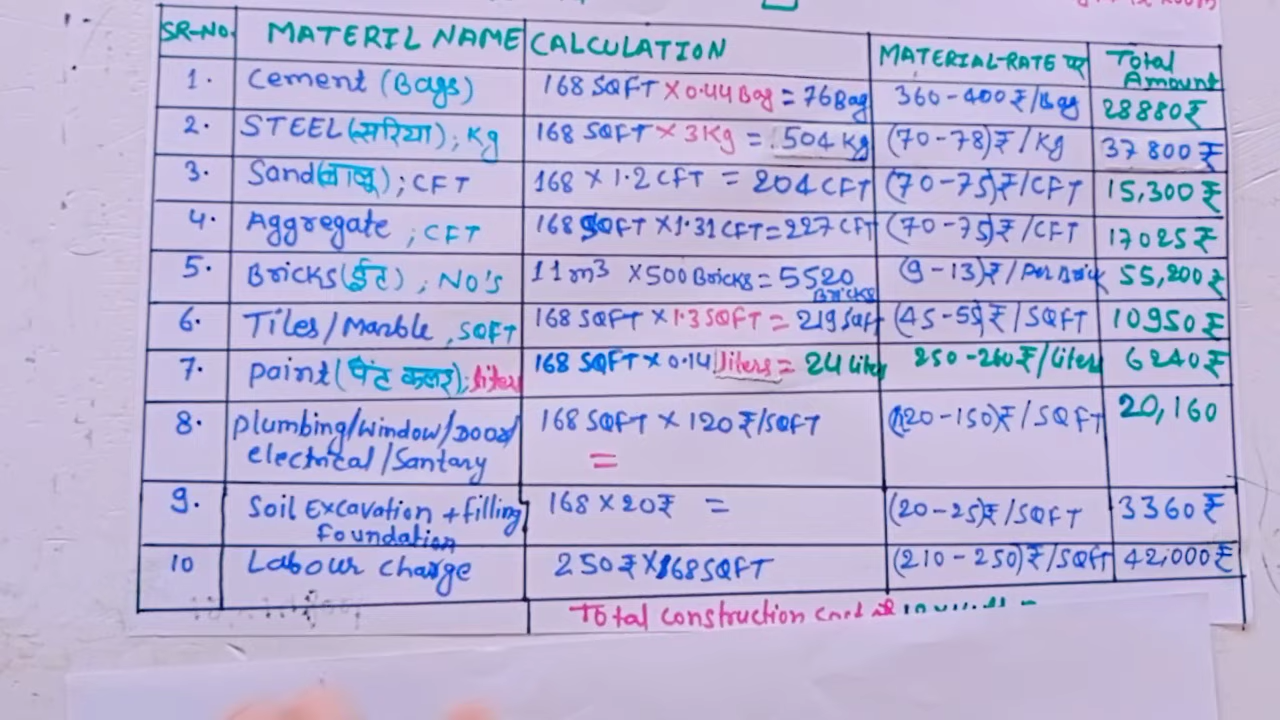 SR-NO. MATERIL NAME CALCULATION MATERIAL-RATE पर Total Amount
1. Cement (Bags) 168 SQFT × 0.44 Bag = 76 Bag 360-400₹/Bgs 28880₹
2. STEEL (सरिया); Kg 168 SQFT × 3 Kg = 504 Kg (70-78)₹/Kg 37800₹
3. Sand (बालू); CFT 168 × 1.2 CFT = 204 CFT (70-75)₹/CFT 15,300₹
4. Aggregate, CFT 168 SQFT × 1.31 CFT = 227 CFT (70-75)₹/CFT 17025₹
5. Bricks (ईंट), NO'S 11 m³ × 500 Bricks = 5520 Bricks (9-13)₹/per Brick 55,200₹
6. Tiles/Marble, SQFT 168 SQFT × 1.3 SQFT = 219 Sqft (45-55)₹/SQFT 10950₹
7. paint (पेंट कलर); liters 168 SQFT × 0.14 liters = 24 liter 250-260₹/liters 6240₹
8. plumbing/window/Door/ 168 SQFT × 120 ₹/SQFT (120-150)₹/SQFT 20,160
electrical/Santary =
9. Soil Excavation + filling 168 × 20₹ = (20-25)₹/SQFT 3360₹
foundation
10 Labour charge 250₹ × 168 SQFT (210-250)₹/SQFT 42,000₹
Total construction